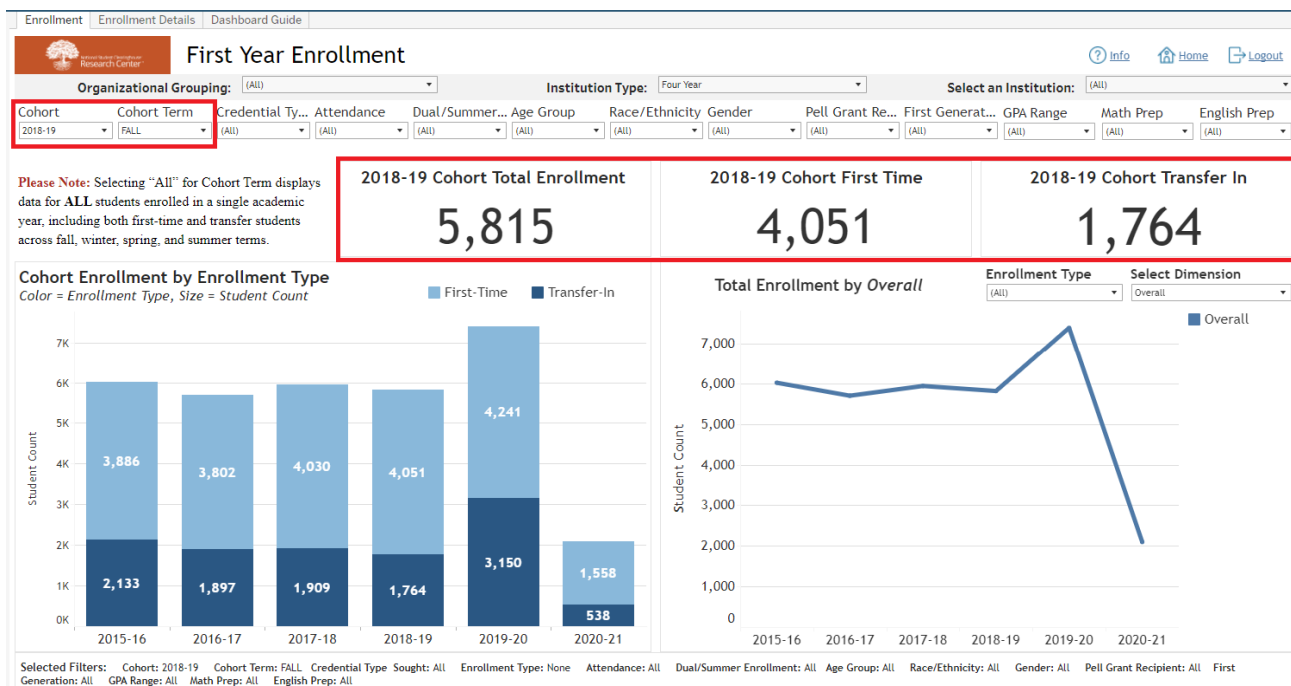 Enrollment Enrollment Details Dashboard Guide
National Student Clearinghouse
Research Center
First Year Enrollment
Info Home Logout
Organizational Grouping: (All) Institution Type: Four Year Select an Institution: (All)
Cohort Cohort Term Credential Ty... Attendance Dual/Summer... Age Group Race/Ethnicity Gender Pell Grant Re... First Generat... GPA Range Math Prep English Prep
2018-19 FALL (All) (All) (All) (All) (All) (All) (All) (All) (All) (All) (All)
Please Note: Selecting “All” for Cohort Term displays
data for ALL students enrolled in a single academic
year, including both first-time and transfer students
across fall, winter, spring, and summer terms.
2018-19 Cohort Total Enrollment
5,815
2018-19 Cohort First Time
4,051
2018-19 Cohort Transfer In
1,764
Cohort Enrollment by Enrollment Type
Color = Enrollment Type, Size = Student Count
First-Time Transfer-In
Student Count
7K
6K
5K
4K
3K
2K
1K
0K
3,886 3,802 4,030 4,051 4,241 1,558
2,133 1,897 1,909 1,764 3,150 538
2015-16 2016-17 2017-18 2018-19 2019-20 2020-21
Total Enrollment by Overall
Enrollment Type Select Dimension
(All) Overall
Overall
Student Count
7,000
6,000
5,000
4,000
3,000
2,000
1,000
0
2015-16 2016-17 2017-18 2018-19 2019-20 2020-21
Selected Filters: Cohort: 2018-19 Cohort Term: FALL Credential Type Sought: All Enrollment Type: None Attendance: All Dual/Summer Enrollment: All Age Group: All Race/Ethnicity: All Gender: All Pell Grant Recipient: All First
Generation: All GPA Range: All Math Prep: All English Prep: All